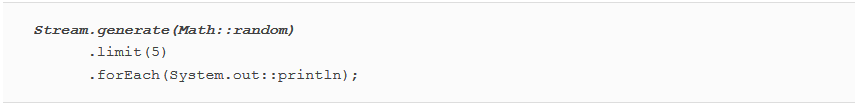 Stream.generate(Math::random)
.limit(5)
.forEach(System.out::println);